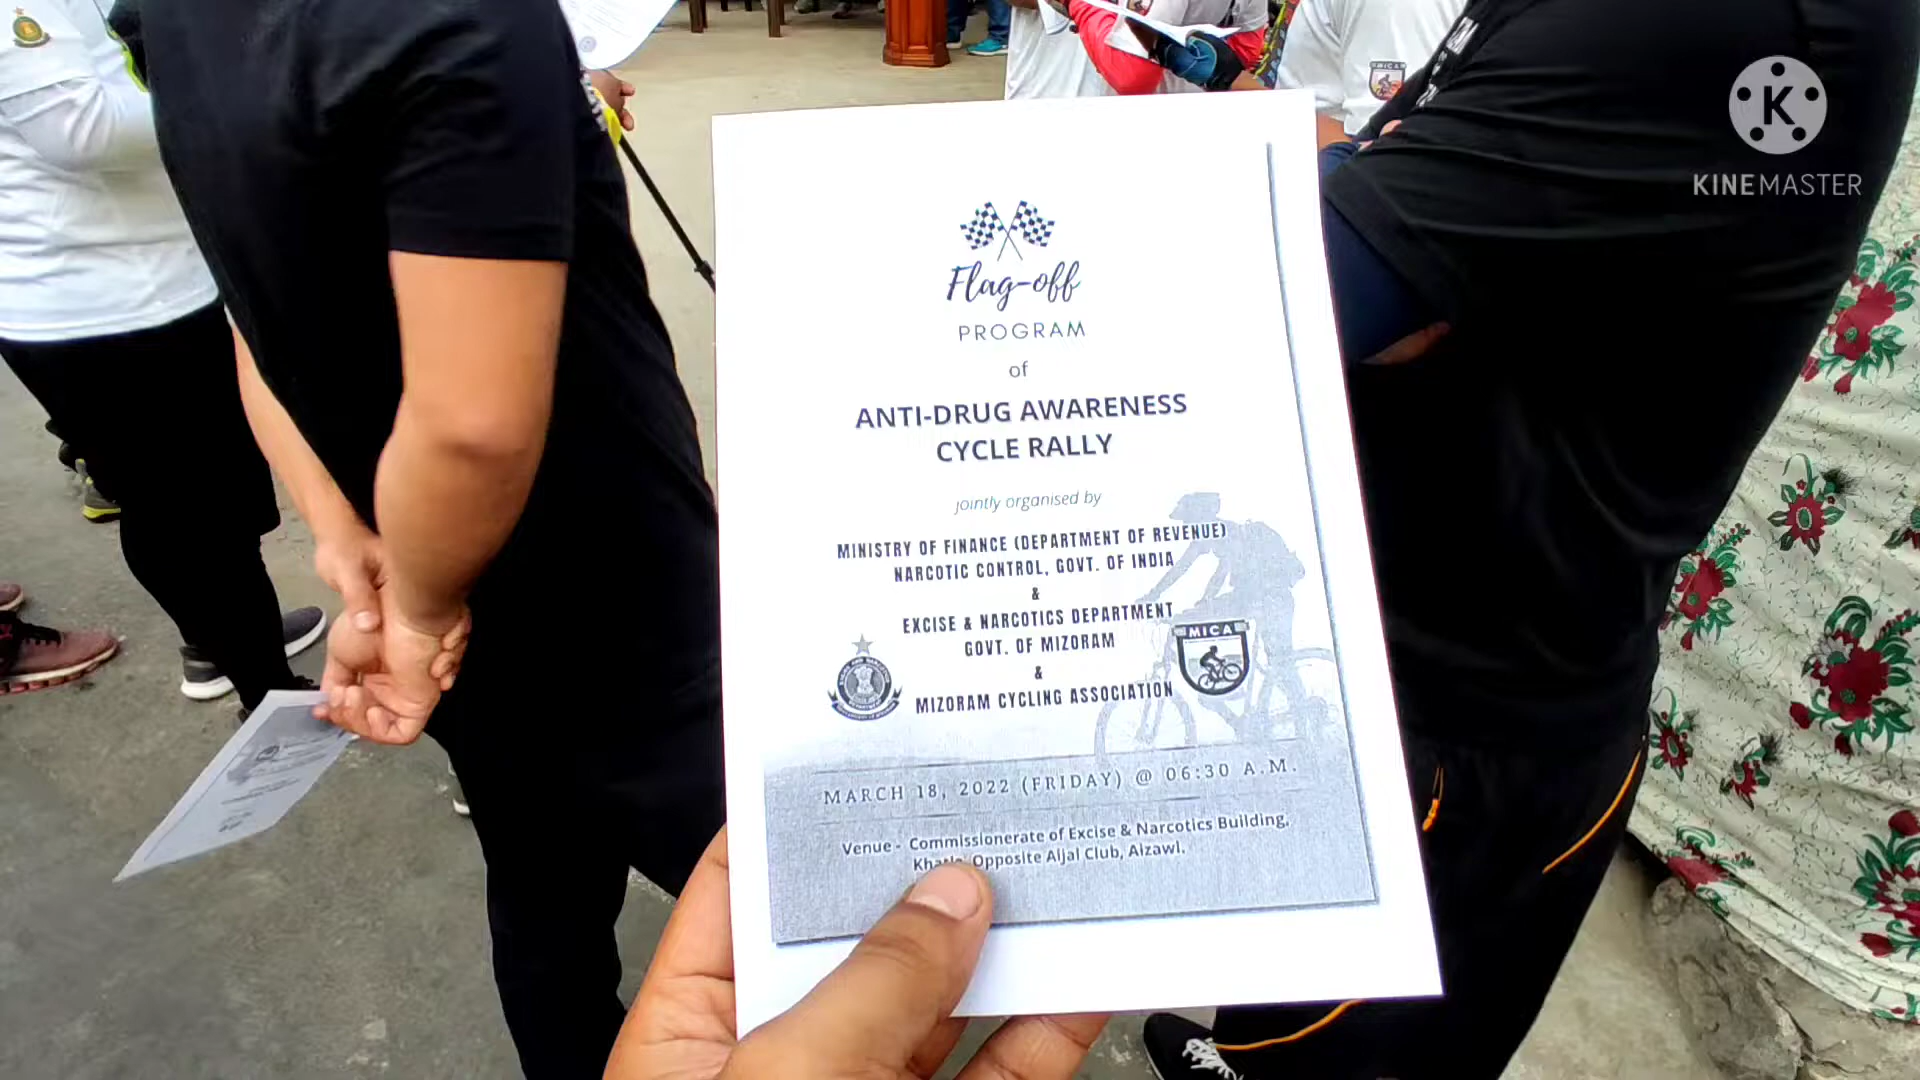 Flag-off
PROGRAM
of
ANTI-DRUG AWARENESS
CYCLE RALLY
jointly organised by
MINISTRY OF FINANCE (DEPARTMENT OF REVENUE)
NARCOTIC CONTROL, GOVT. OF INDIA
&
EXCISE & NARCOTICS DEPARTMENT
GOVT. OF MIZORAM
&
MIZORAM CYCLING ASSOCIATION
MICA
MARCH 18, 2022 (FRIDAY) @ 06:30 A.M.
Venue - Commissionerate of Excise & Narcotics Building,
Opposite Aijal Club, Aizawl.
MICA
K
KINEMASTER